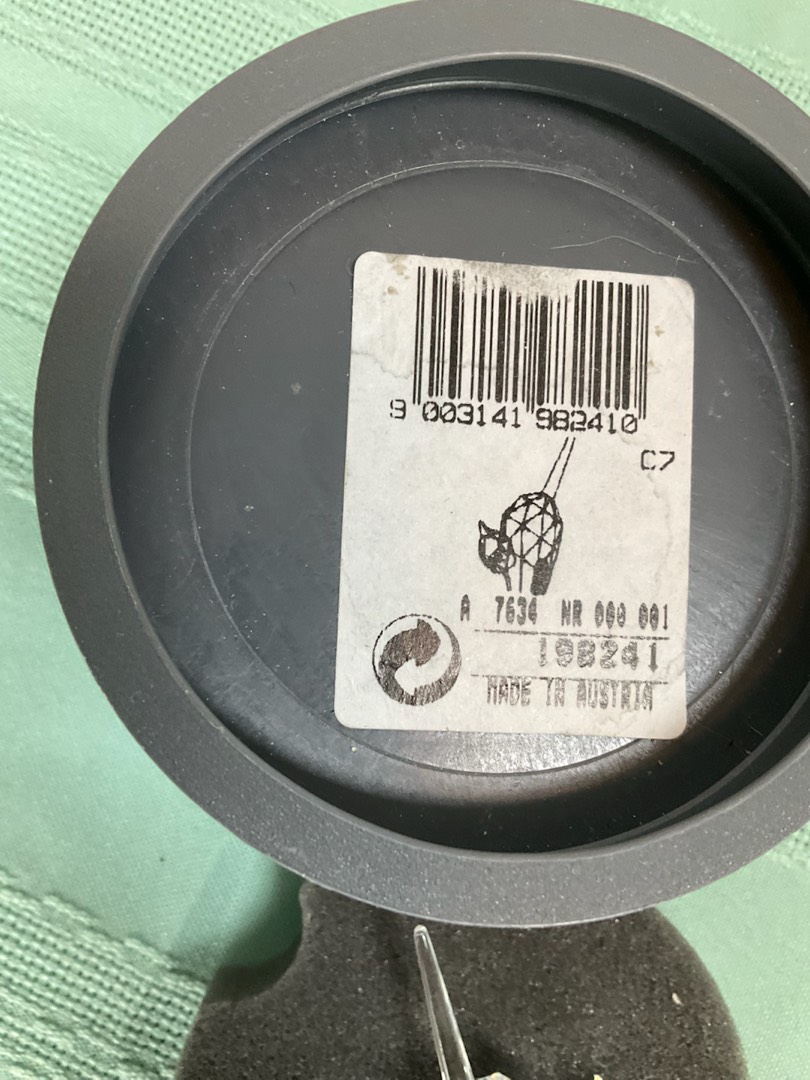 9 003141 982410
C7
A 7634 NR 000 001
198241
MADE IN AUSTRIA